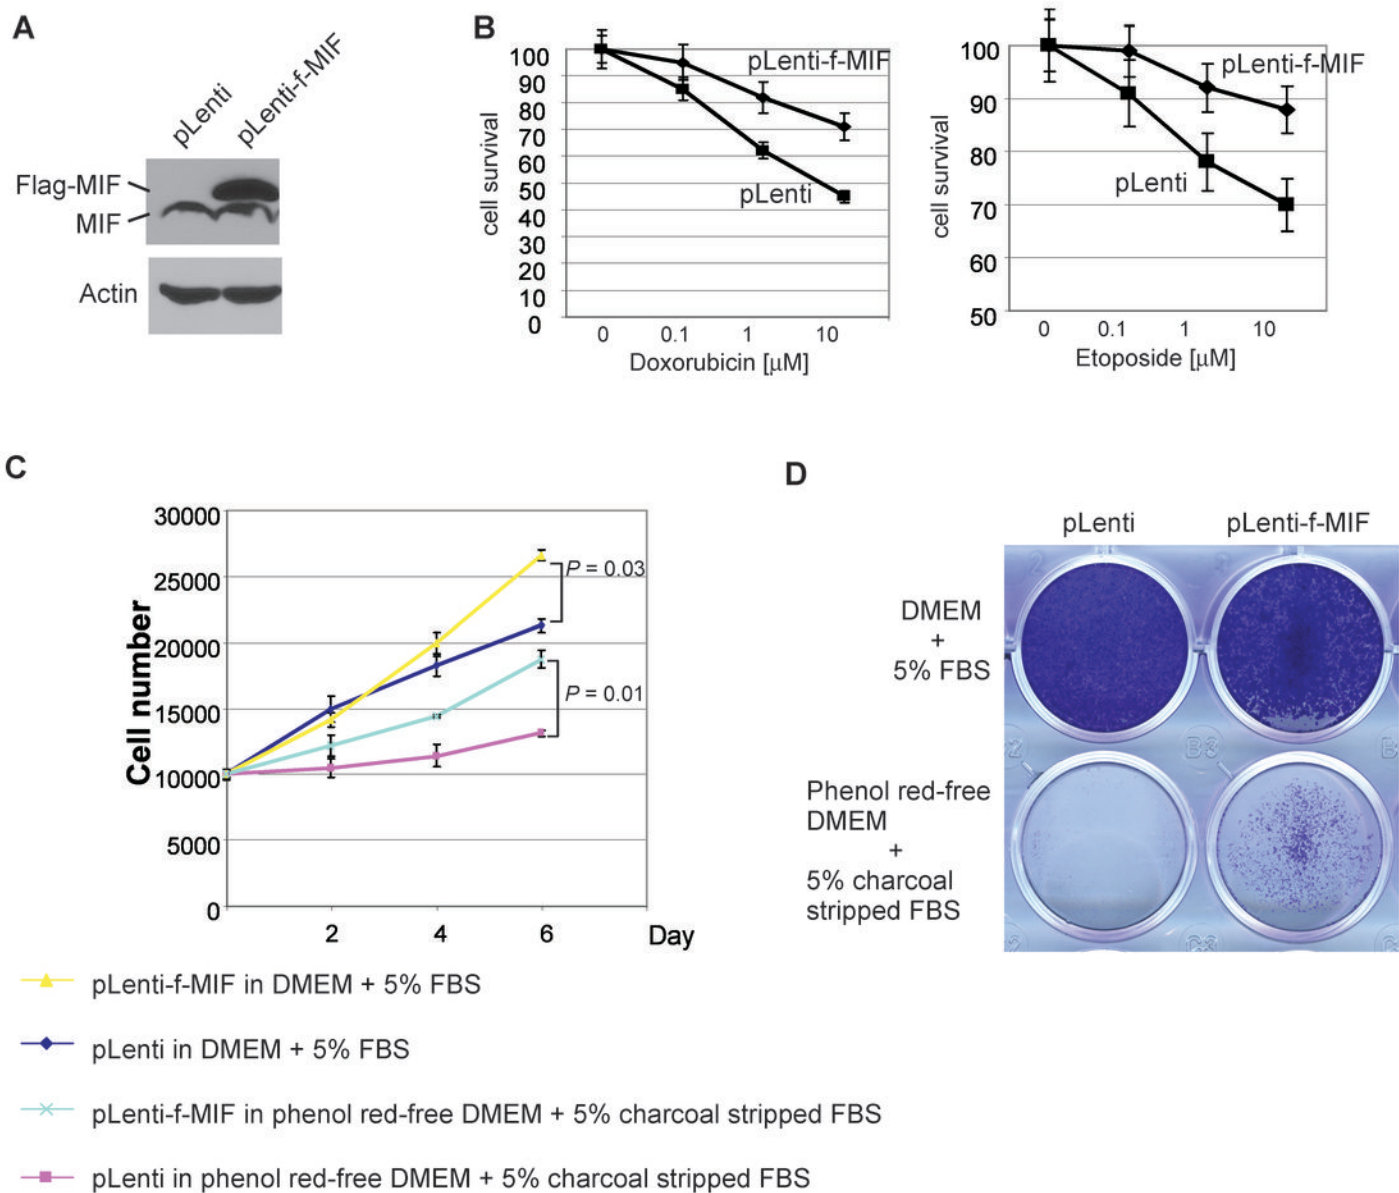 A
pLenti
pLenti-f-MIF
Flag-MIF
MIF
Actin
B
100
90
80
70
60
50
40
30
20
10
0
cell survival
pLenti-f-MIF
pLenti
0 0.1 1 10
Doxorubicin [µM]
100
90
80
70
60
50
cell survival
pLenti-f-MIF
pLenti
0 0.1 1 10
Etoposide [µM]
C
30000
25000
20000
15000
10000
5000
0
Cell number
P = 0.03
P = 0.01
2 4 6 Day
pLenti-f-MIF in DMEM + 5% FBS
pLenti in DMEM + 5% FBS
pLenti-f-MIF in phenol red-free DMEM + 5% charcoal stripped FBS
pLenti in phenol red-free DMEM + 5% charcoal stripped FBS
D
pLenti pLenti-f-MIF
DMEM
+
5% FBS
Phenol red-free
DMEM
+
5% charcoal
stripped FBS
B3